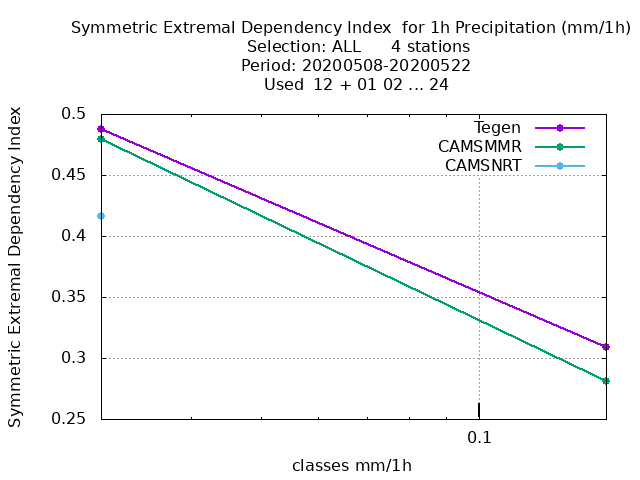 Symmetric Extremal Dependency Index  for 1h Precipitation (mm/1h)
Selection: ALL      4 stations
Period: 20200508-20200522
Used  12 + 01 02 ... 24
Symmetric Extremal Dependency Index
0.5
0.45
0.4
0.35
0.3
0.25
Tegen
CAMSMMR
CAMSNRT
0.1
classes mm/1h